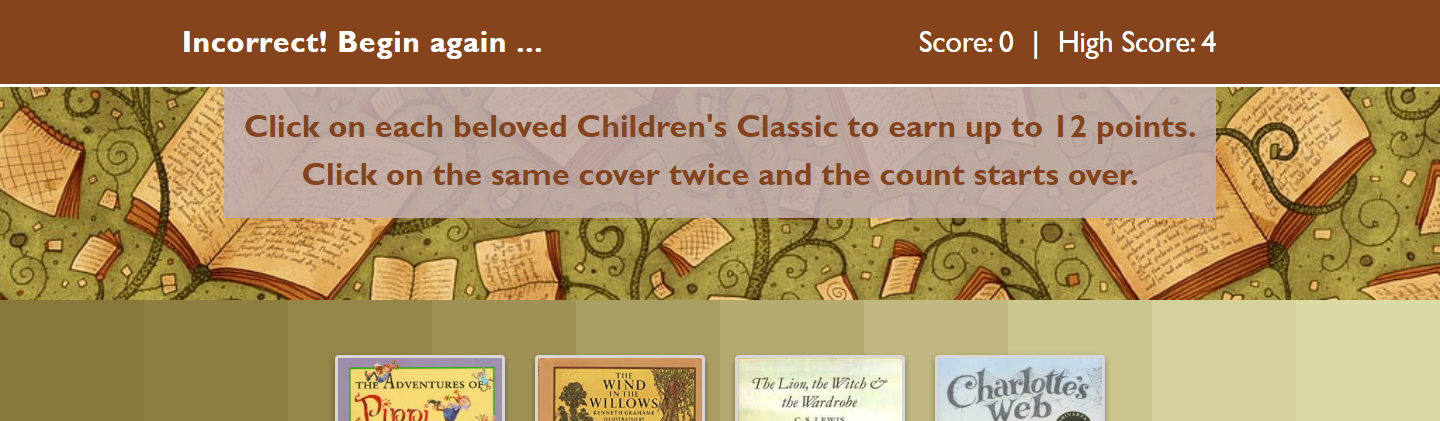 Incorrect! Begin again ...
Score: 0 | High Score: 4
Click on each beloved Children's Classic to earn up to 12 points.
Click on the same cover twice and the count starts over.
THE ADVENTURES OF
Pippi
THE
WIND
IN THE
WILLOWS
KENNETH GRAHAME
ILLUSTRATED BY
The Lion, the Witch &
the Wardrobe
C. S. LEWIS
Charlotte's
Web